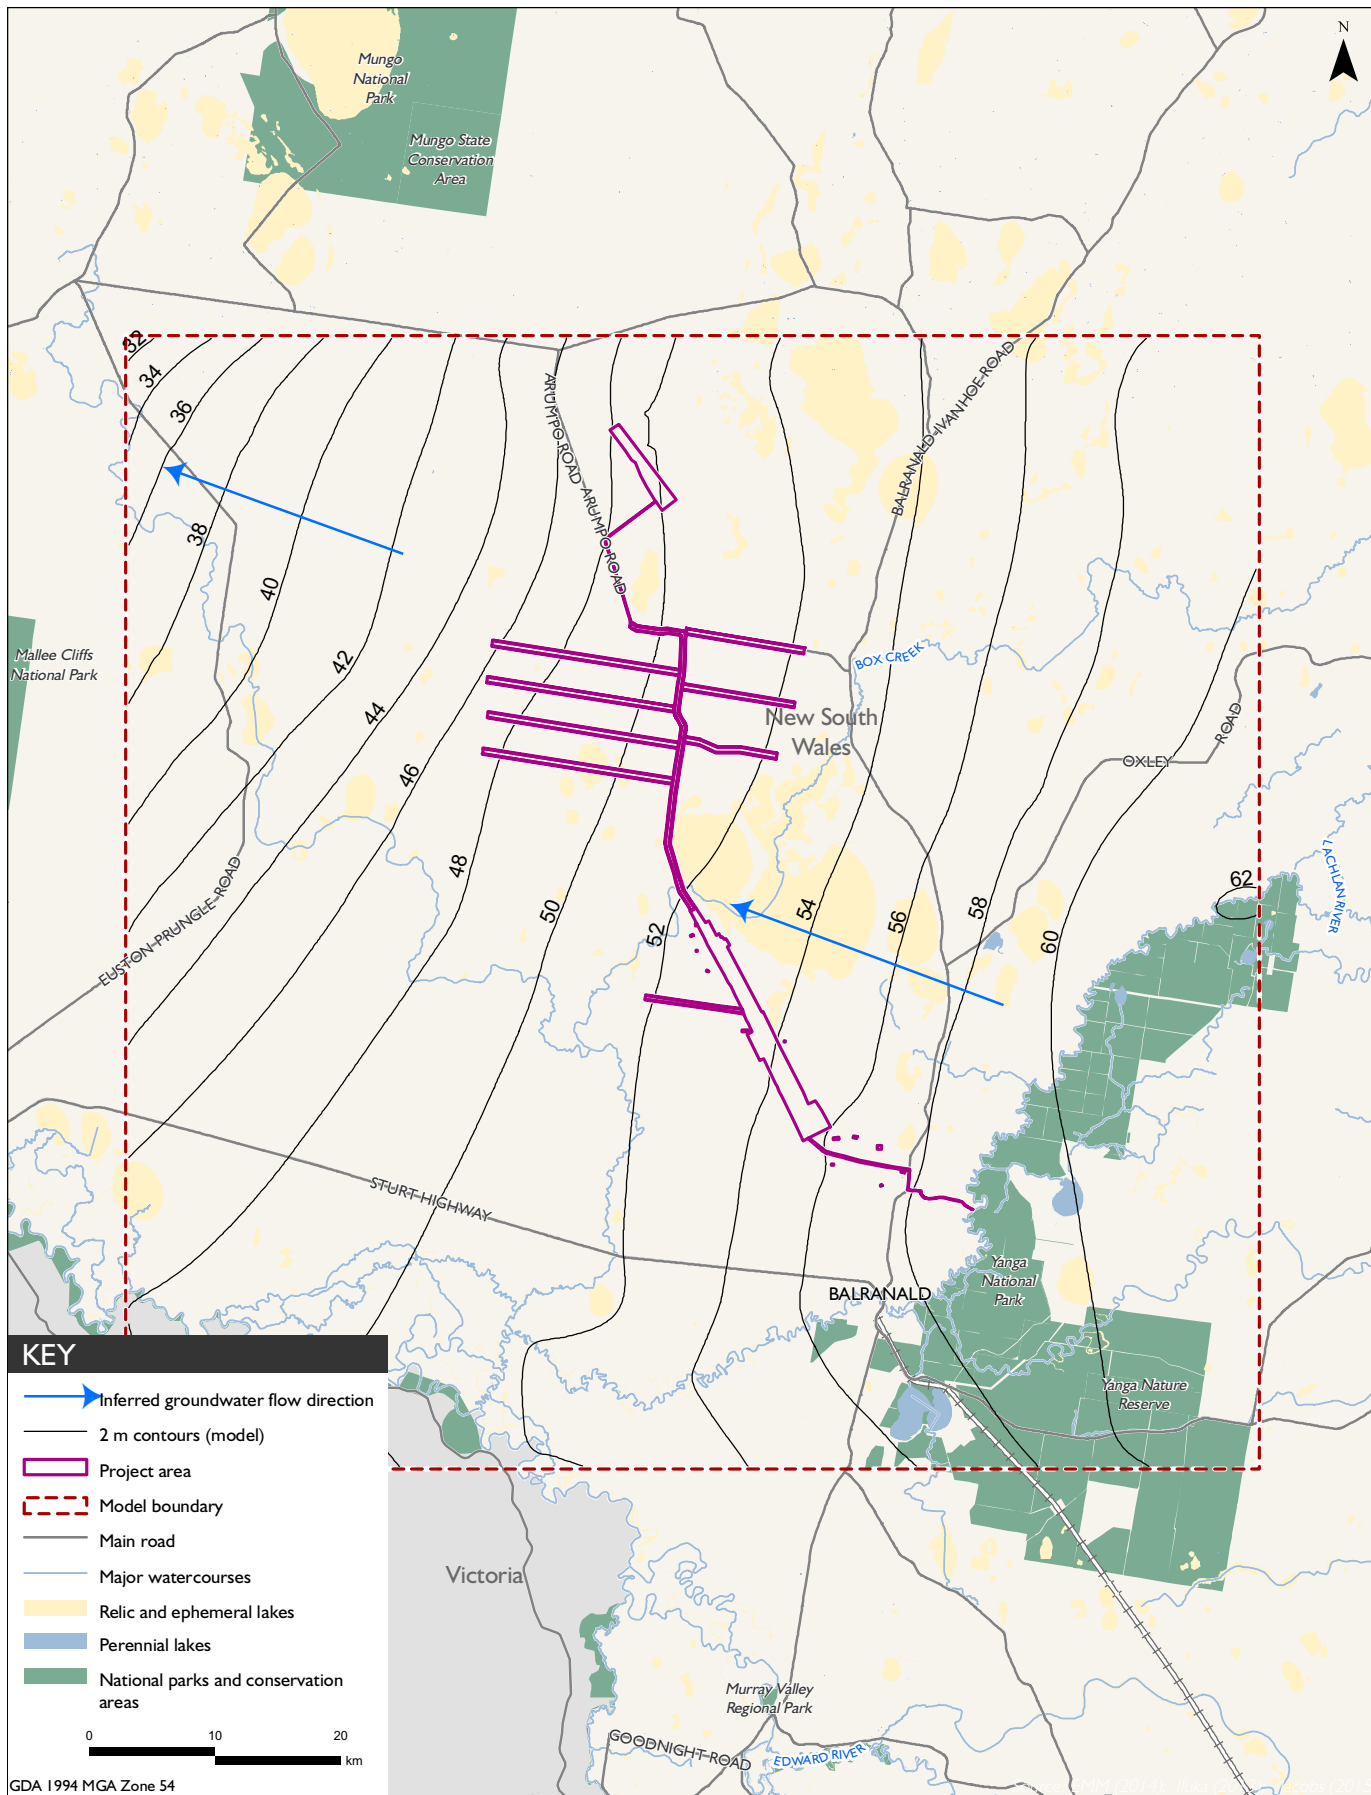 N
Mungo
National
Park
Mungo State
Conservation
Area
32
34
36
38
40
42
44
46
48
50
52
54
56
58
60
62
ARUMPO ROAD
ARUMPO ROAD
BALRANALD-IVANHOE ROAD
Mallee Cliffs
National Park
BOX CREEK
New South
Wales
OXLEY
ROAD
LACHLAN RIVER
EUSTON-PRUNGLE-ROAD
STURT HIGHWAY
Yanga
National
Park
BALRANALD
Yanga Nature
Reserve
Victoria
Murray Valley
Regional Park
GOODNIGHT-ROAD
EDWARD RIVER
KEY
Inferred groundwater flow direction
2 m contours (model)
Project area
Model boundary
Main road
Major watercourses
Relic and ephemeral lakes
Perennial lakes
National parks and conservation
areas
0 10 20
km
GDA 1994 MGA Zone 54